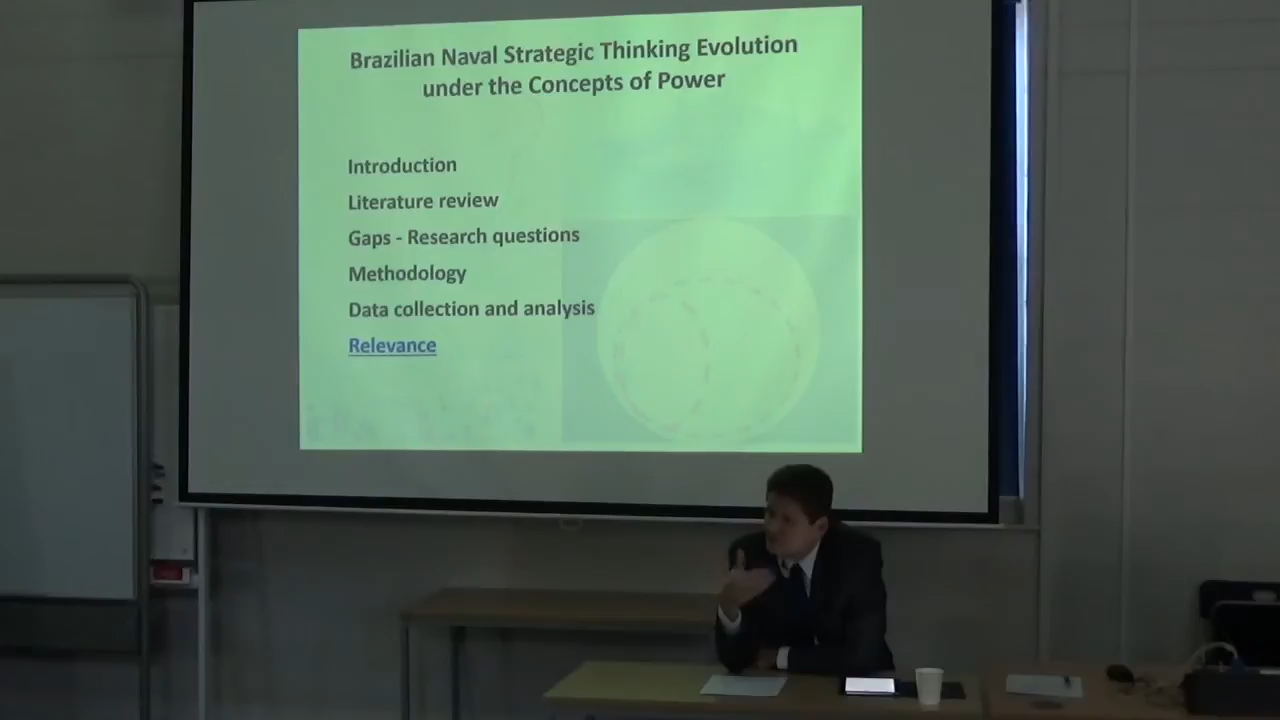 Brazilian Naval Strategic Thinking Evolution
under the Concepts of Power
Introduction
Literature review
Gaps - Research questions
Methodology
Data collection and analysis
Relevance